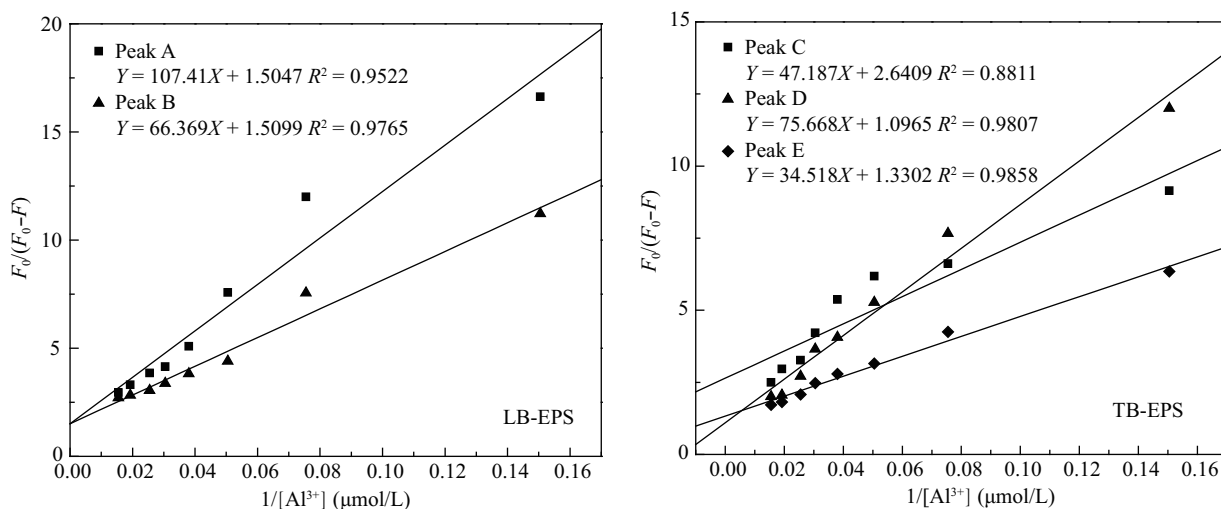 20
15
10
5
0
F₀/(F₀−F)
Peak A
Y = 107.41X + 1.5047 R² = 0.9522
Peak B
Y = 66.369X + 1.5099 R² = 0.9765
LB-EPS
0.00 0.02 0.04 0.06 0.08 0.10 0.12 0.14 0.16
1/[Al³⁺] (μmol/L)
15
10
5
0
F₀/(F₀−F)
Peak C
Y = 47.187X + 2.6409 R² = 0.8811
Peak D
Y = 75.668X + 1.0965 R² = 0.9807
Peak E
Y = 34.518X + 1.3302 R² = 0.9858
TB-EPS
0.00 0.02 0.04 0.06 0.08 0.10 0.12 0.14 0.16
1/[Al³⁺] (μmol/L)